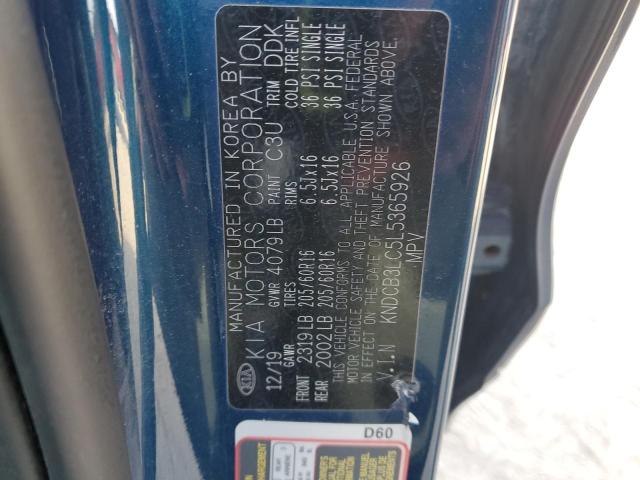 MANUFACTURED IN KOREA BY
KIA KIA MOTORS CORPORATION
12/19 GVWR 4079LB PAINT C3U TRIM DDK
GAWR TIRES RIMS COLD TIRE INFL
FRONT 2319LB 205/60R16 6.5Jx16 36 PSI SINGLE
REAR 2002LB 205/60R16 6.5Jx16 36 PSI SINGLE
THIS VEHICLE CONFORMS TO ALL APPLICABLE U.S.A. FEDERAL
MOTOR VEHICLE SAFETY AND THEFT PREVENTION STANDARDS
IN EFFECT ON THE DATE OF MANUFACTURE SHOWN ABOVE.
V.I.N KNDCB3LC5L5365926
MPV
D60